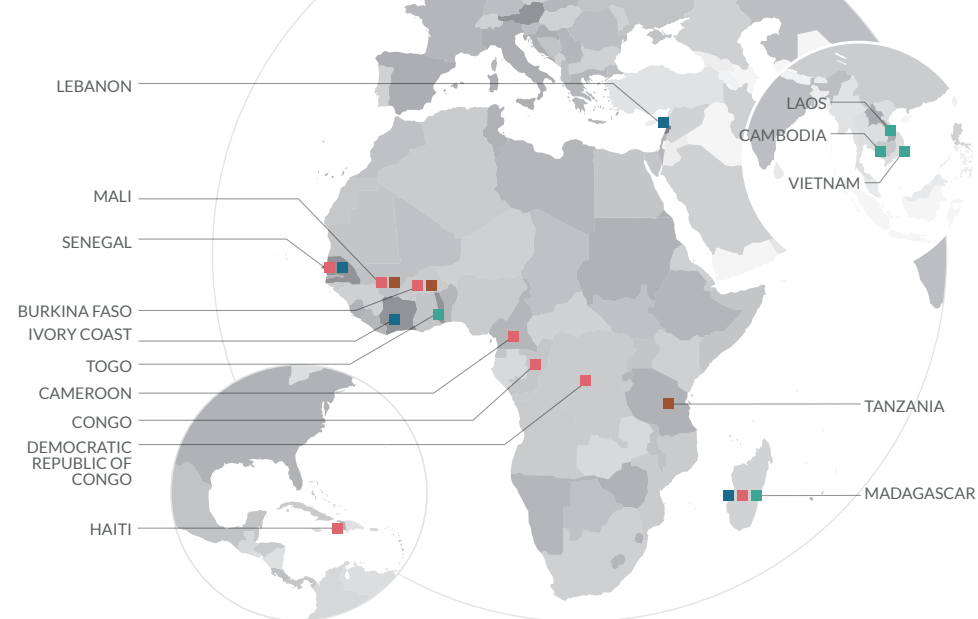 LEBANON
LAOS
CAMBODIA
VIETNAM
MALI
SENEGAL
BURKINA FASO
IVORY COAST
TOGO
CAMEROON
CONGO
DEMOCRATIC
REPUBLIC OF
CONGO
TANZANIA
MADAGASCAR
HAITI